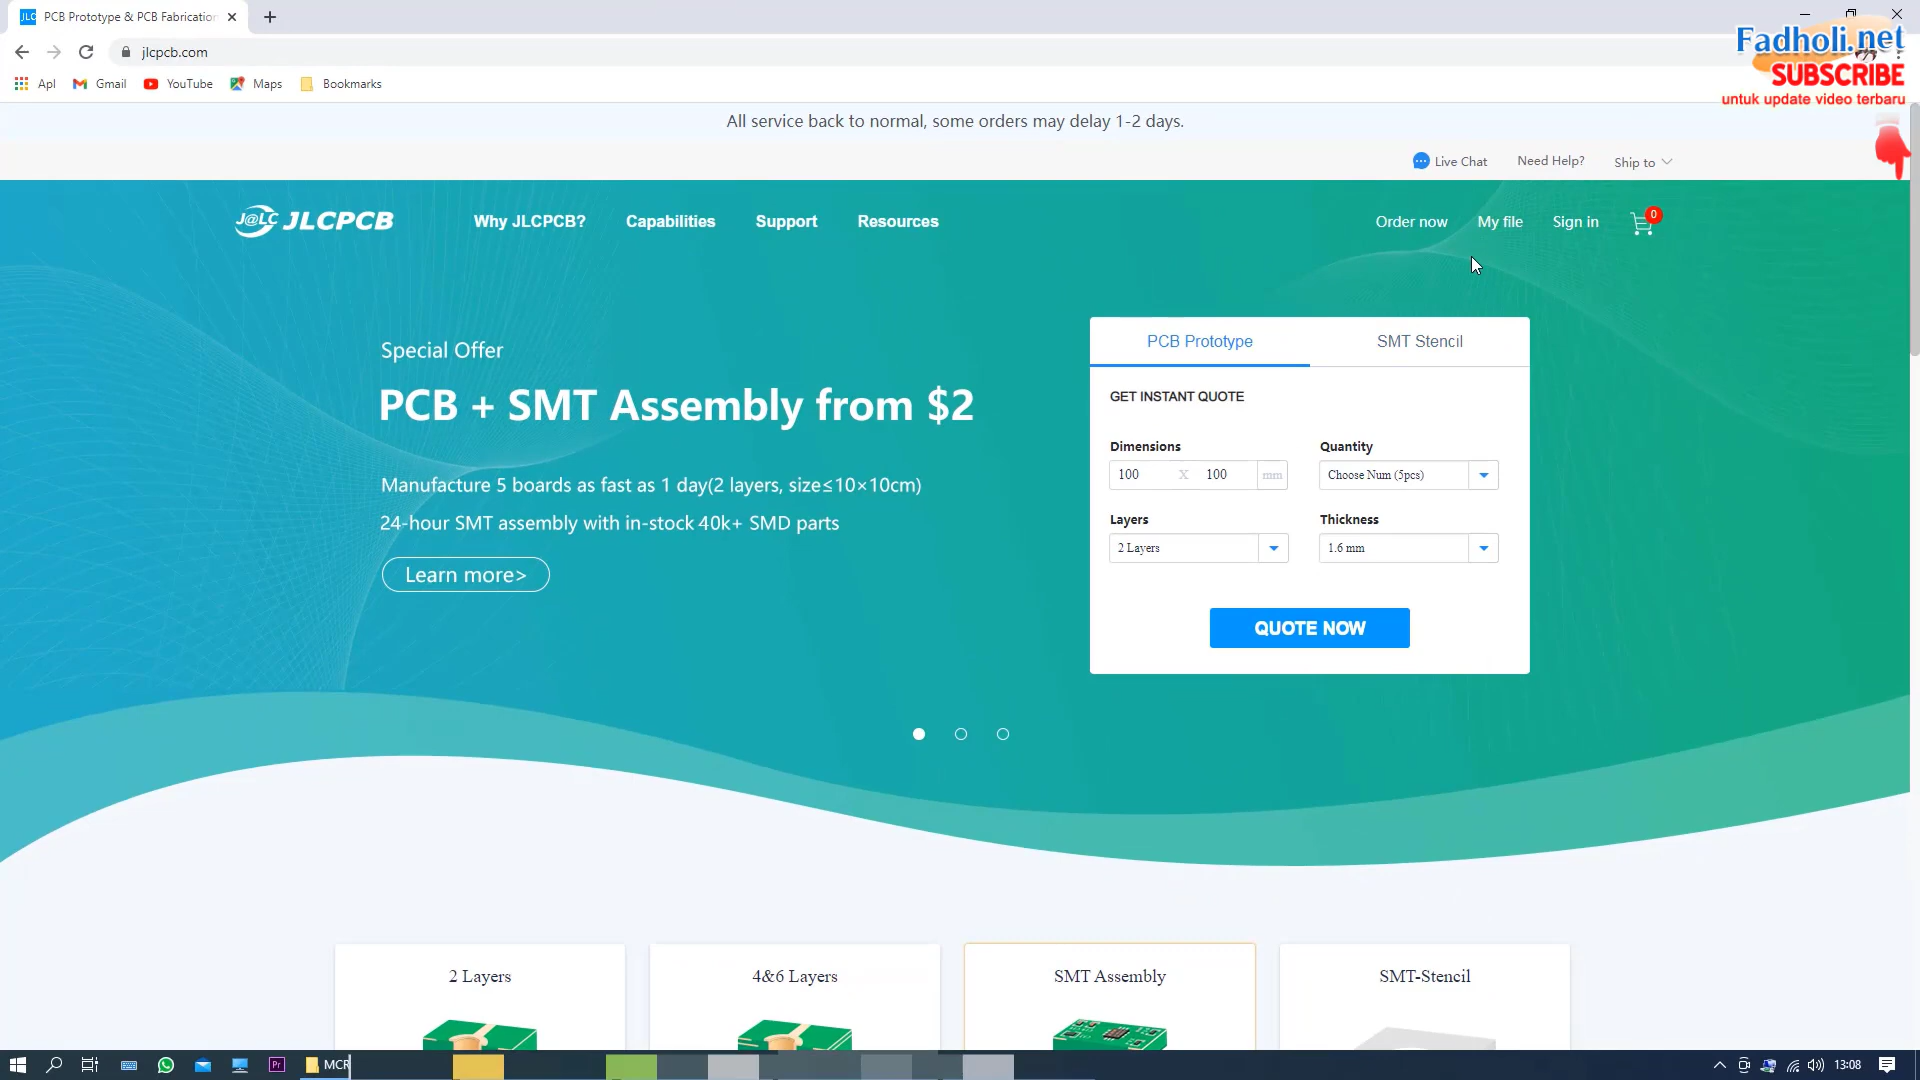 PCB Prototype & PCB Fabrication
jlcpcb.com
Fadholi.net
SUBSCRIBE
untuk update video terbaru
Apl Gmail YouTube Maps Bookmarks
All service back to normal, some orders may delay 1-2 days.
Live Chat Need Help? Ship to
J@LC JLCPCB Why JLCPCB? Capabilities Support Resources Order now My file Sign in 0
Special Offer
PCB + SMT Assembly from $2
Manufacture 5 boards as fast as 1 day(2 layers, size≤10×10cm)
24-hour SMT assembly with in-stock 40k+ SMD parts
Learn more>
PCB Prototype SMT Stencil
GET INSTANT QUOTE
Dimensions Quantity
100 X 100 mm Choose Num (5pcs)
Layers Thickness
2 Layers 1.6 mm
QUOTE NOW
2 Layers 4&6 Layers SMT Assembly SMT-Stencil
Pr MCR 13:08